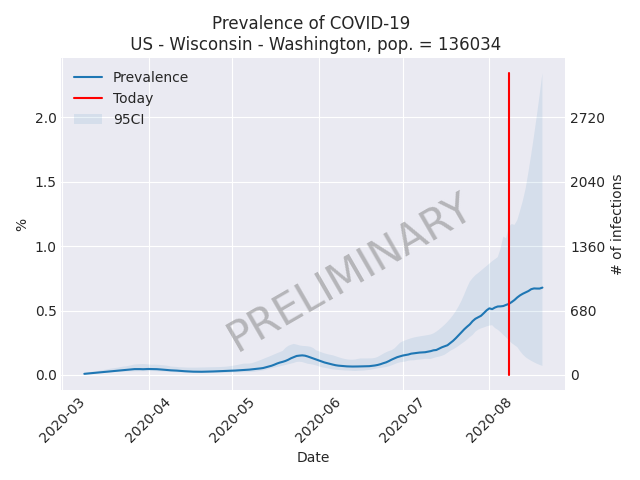 Prevalence of COVID-19
US - Wisconsin - Washington, pop. = 136034
Prevalence
Today
95CI
PRELIMINARY
%
2.0
1.5
1.0
0.5
0.0
2720
2040
1360
680
0
# of infections
2020-03
2020-04
2020-05
2020-06
2020-07
2020-08
Date